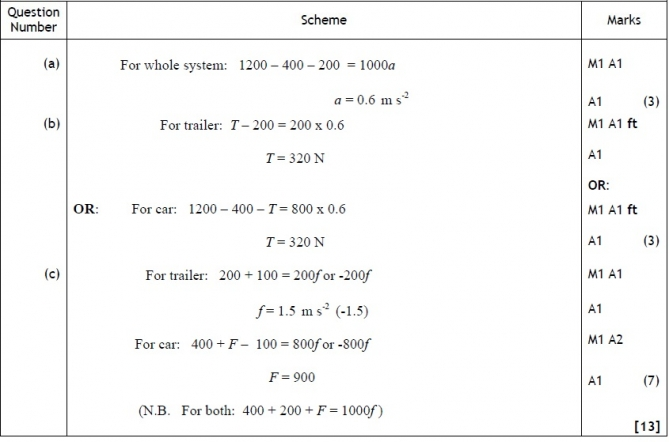 Question Number Scheme Marks
(a) For whole system: 1200 – 400 – 200 = 1000a M1 A1
a = 0.6 m s⁻² A1 (3)
(b) For trailer: T – 200 = 200 x 0.6 M1 A1 ft
T = 320 N A1
OR:
OR: For car: 1200 – 400 – T = 800 x 0.6 M1 A1 ft
T = 320 N A1 (3)
(c) For trailer: 200 + 100 = 200f or -200f M1 A1
f = 1.5 m s⁻² (-1.5) A1
For car: 400 + F – 100 = 800f or -800f M1 A2
F = 900 A1 (7)
(N.B. For both: 400 + 200 + F = 1000f)
[13]